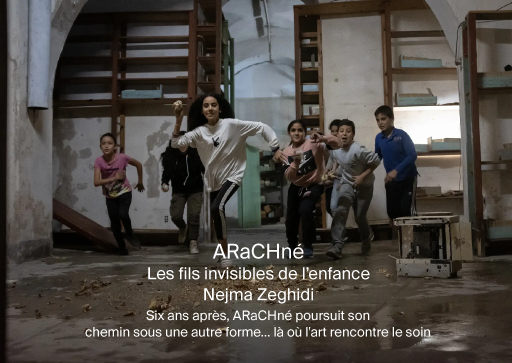 ARaCHné
Les fils invisibles de l'enfance
Nejma Zeghidi
Six ans après, ARaCHné poursuit son
chemin sous une autre forme... là où l'art rencontre le soin